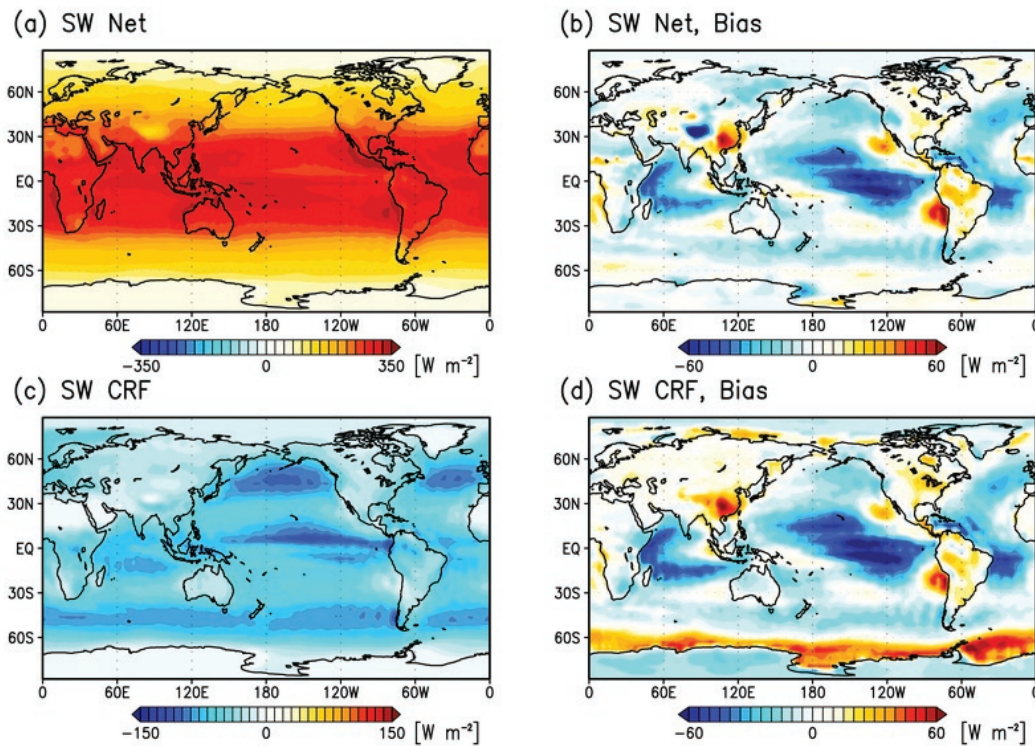 (a) SW Net
60N
30N
EQ
30S
60S
0 60E 120E 180 120W 60W 0
-350 0 350 [W m⁻²]
(b) SW Net, Bias
60N
30N
EQ
30S
60S
0 60E 120E 180 120W 60W 0
-60 0 60 [W m⁻²]
(c) SW CRF
60N
30N
EQ
30S
60S
0 60E 120E 180 120W 60W 0
-150 0 150 [W m⁻²]
(d) SW CRF, Bias
60N
30N
EQ
30S
60S
0 60E 120E 180 120W 60W 0
-60 0 60 [W m⁻²]